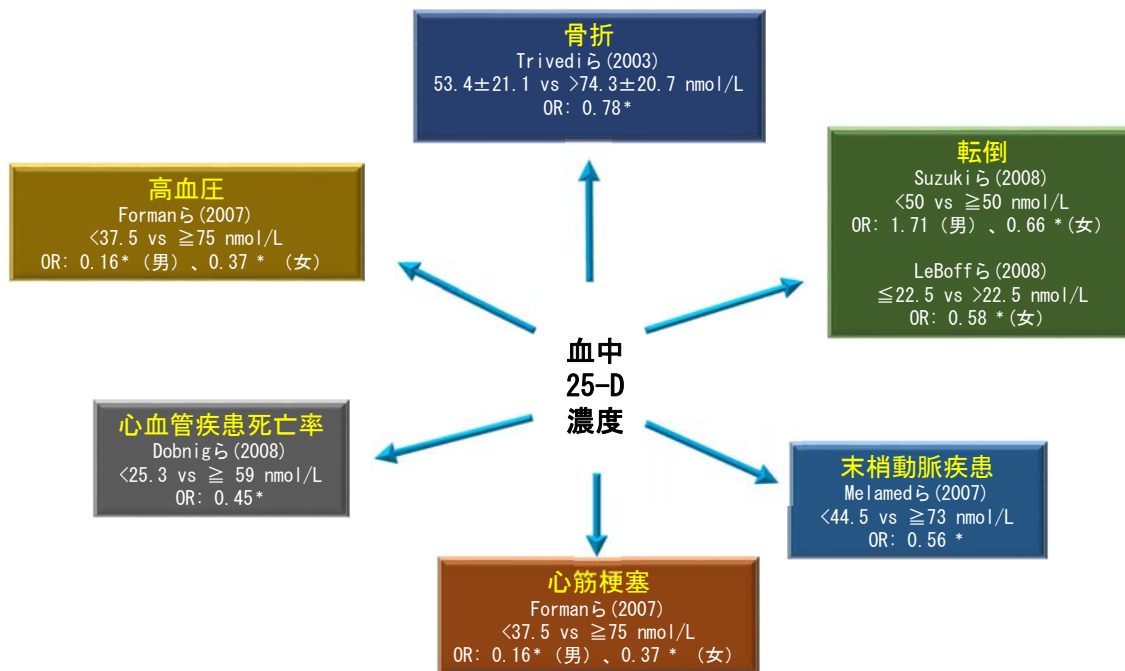 骨折
Trivediら(2003)
53.4±21.1 vs >74.3±20.7 nmol/L
OR: 0.78*
高血圧
Formanら(2007)
<37.5 vs ≧75 nmol/L
OR: 0.16* (男)、0.37 * (女)
転倒
Suzukiら(2008)
<50 vs ≧50 nmol/L
OR: 1.71 (男)、0.66 *(女)
LeBoffら(2008)
≦22.5 vs >22.5 nmol/L
OR: 0.58 *(女)
血中
25-D
濃度
心血管疾患死亡率
Dobnigら(2008)
<25.3 vs ≧ 59 nmol/L
OR: 0.45*
末梢動脈疾患
Melamedら(2007)
<44.5 vs ≧73 nmol/L
OR: 0.56 *
心筋梗塞
Formanら(2007)
<37.5 vs ≧75 nmol/L
OR: 0.16* (男)、0.37 * (女)